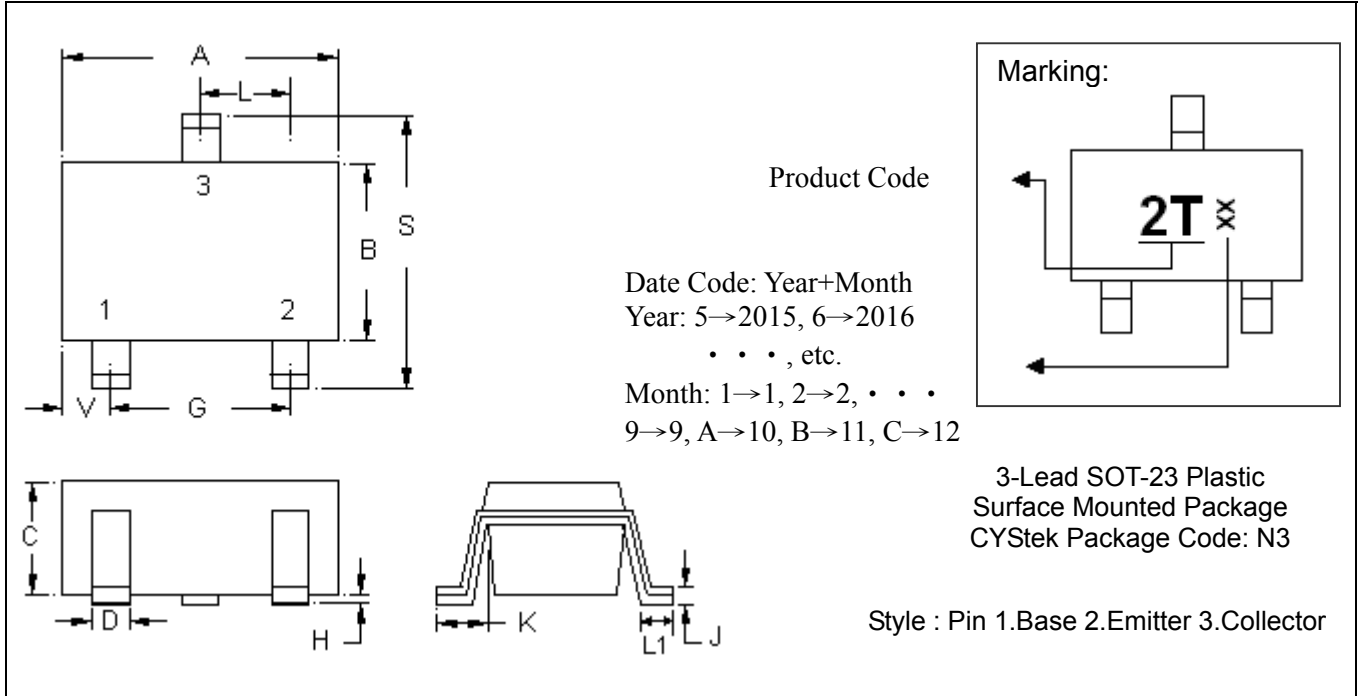 A
L
3
S
B
1
2
V
G
C
D
H
K
L1
J
Product Code
Date Code: Year+Month
Year: 5→2015, 6→2016
・・・, etc.
Month: 1→1, 2→2,・・・
9→9, A→10, B→11, C→12
Marking:
2T XX
3-Lead SOT-23 Plastic
Surface Mounted Package
CYStek Package Code: N3
Style : Pin 1.Base 2.Emitter 3.Collector